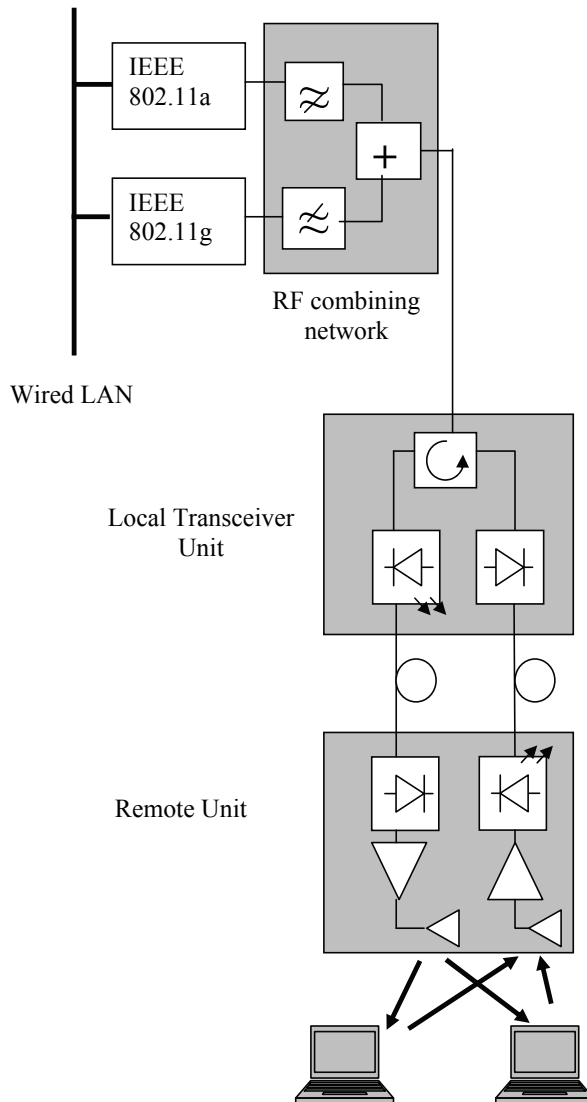 IEEE
802.11a
IEEE
802.11g
+
RF combining
network
Wired LAN
Local Transceiver
Unit
Remote Unit